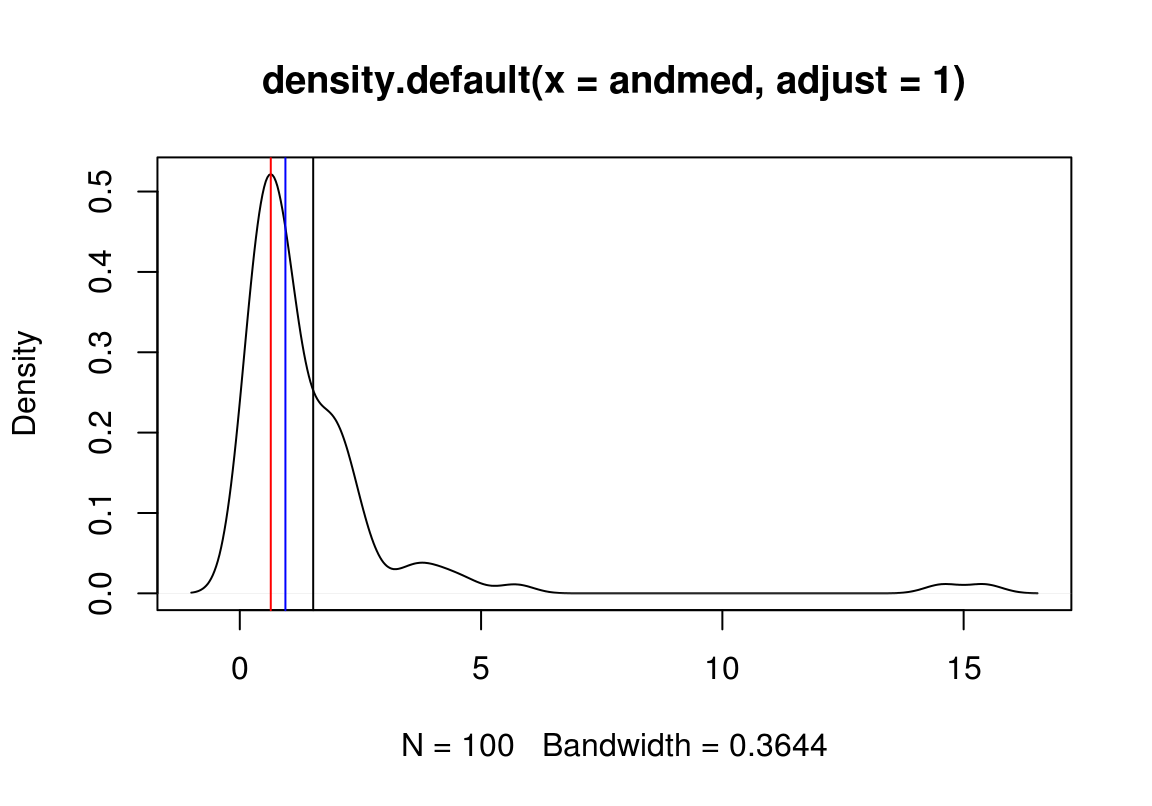 density.default(x = andmed, adjust = 1)
Density
0.5
0.4
0.3
0.2
0.1
0.0
0 5 10 15
N = 100 Bandwidth = 0.3644